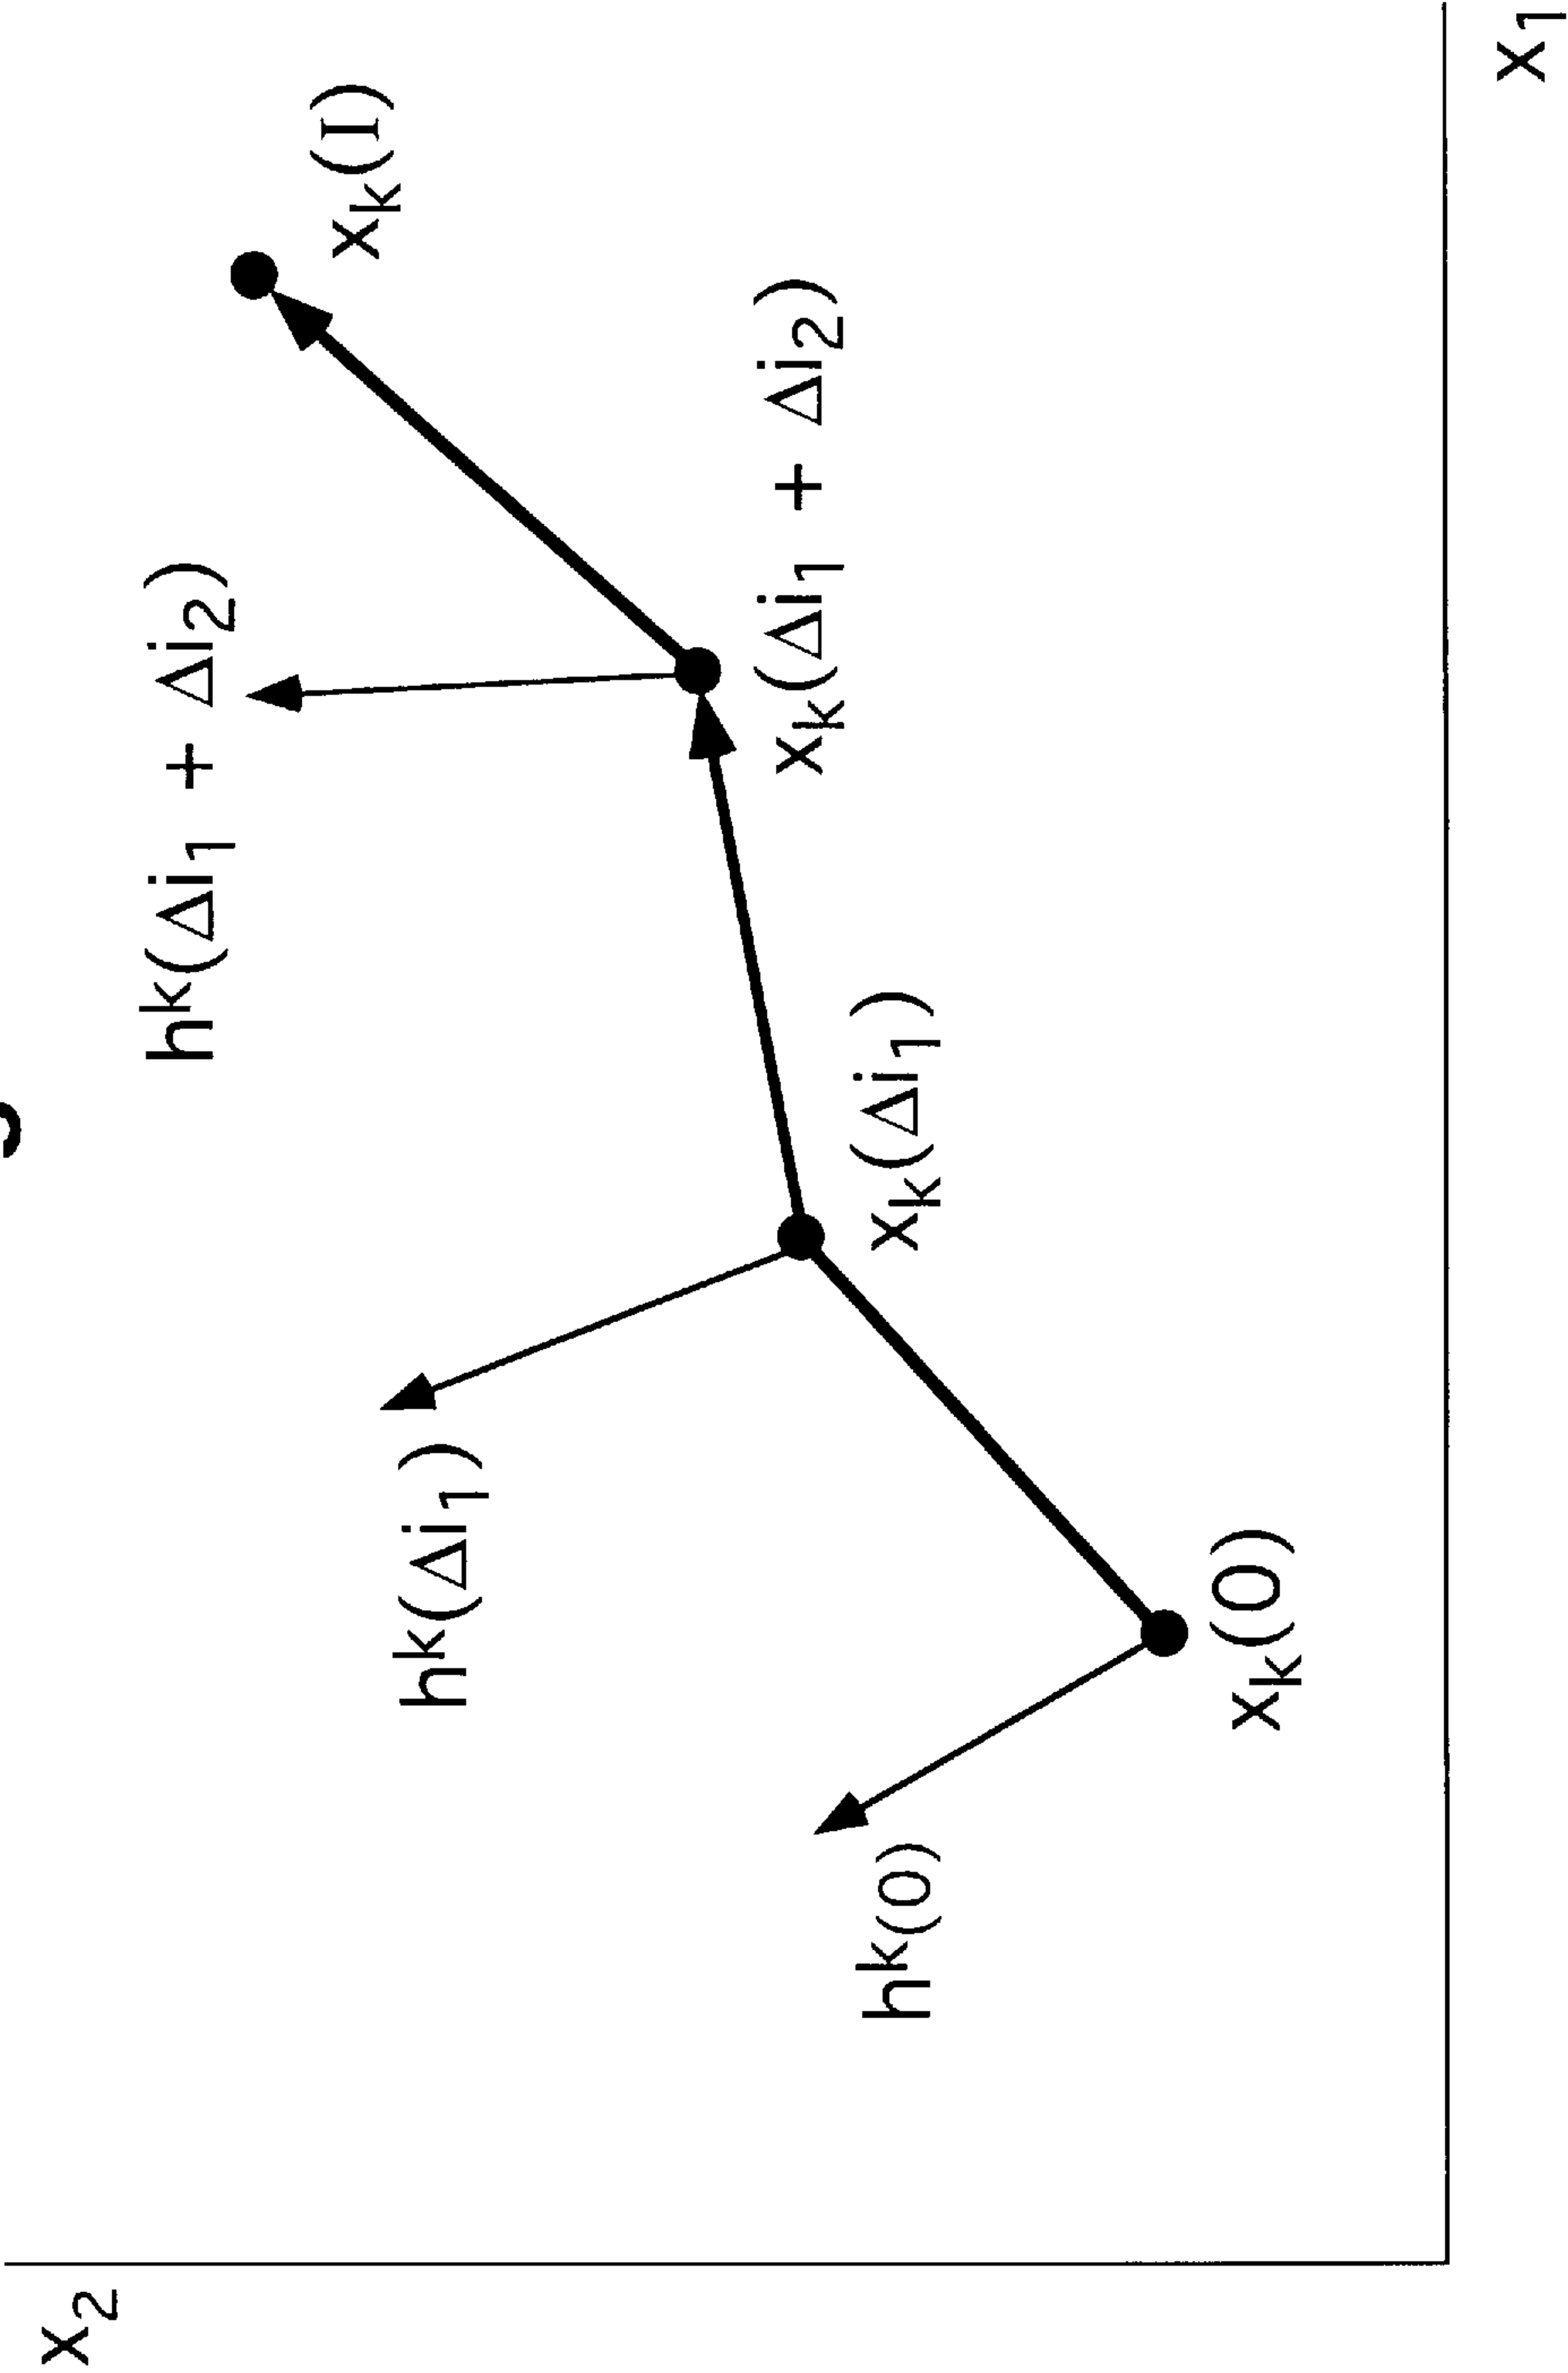 x₂
hᵏ(Δi₁ + Δi₂)
xₖ(I)
hᵏ(Δi₁)
xₖ(Δi₁ + Δi₂)
xₖ(Δi₁)
hᵏ(0)
xₖ(0)
x₁